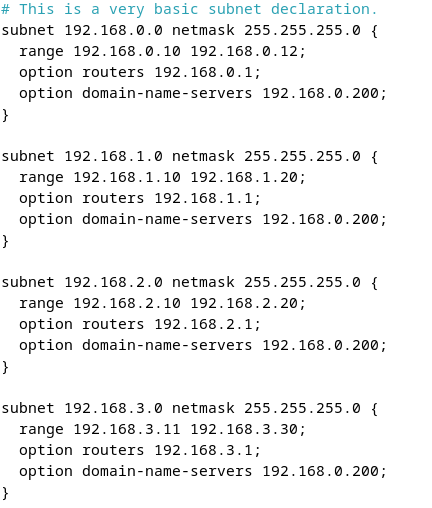 # This is a very basic subnet declaration.
subnet 192.168.0.0 netmask 255.255.255.0 {
  range 192.168.0.10 192.168.0.12;
  option routers 192.168.0.1;
  option domain-name-servers 192.168.0.200;
}

subnet 192.168.1.0 netmask 255.255.255.0 {
  range 192.168.1.10 192.168.1.20;
  option routers 192.168.1.1;
  option domain-name-servers 192.168.0.200;
}

subnet 192.168.2.0 netmask 255.255.255.0 {
  range 192.168.2.10 192.168.2.20;
  option routers 192.168.2.1;
  option domain-name-servers 192.168.0.200;
}

subnet 192.168.3.0 netmask 255.255.255.0 {
  range 192.168.3.11 192.168.3.30;
  option routers 192.168.3.1;
  option domain-name-servers 192.168.0.200;
}